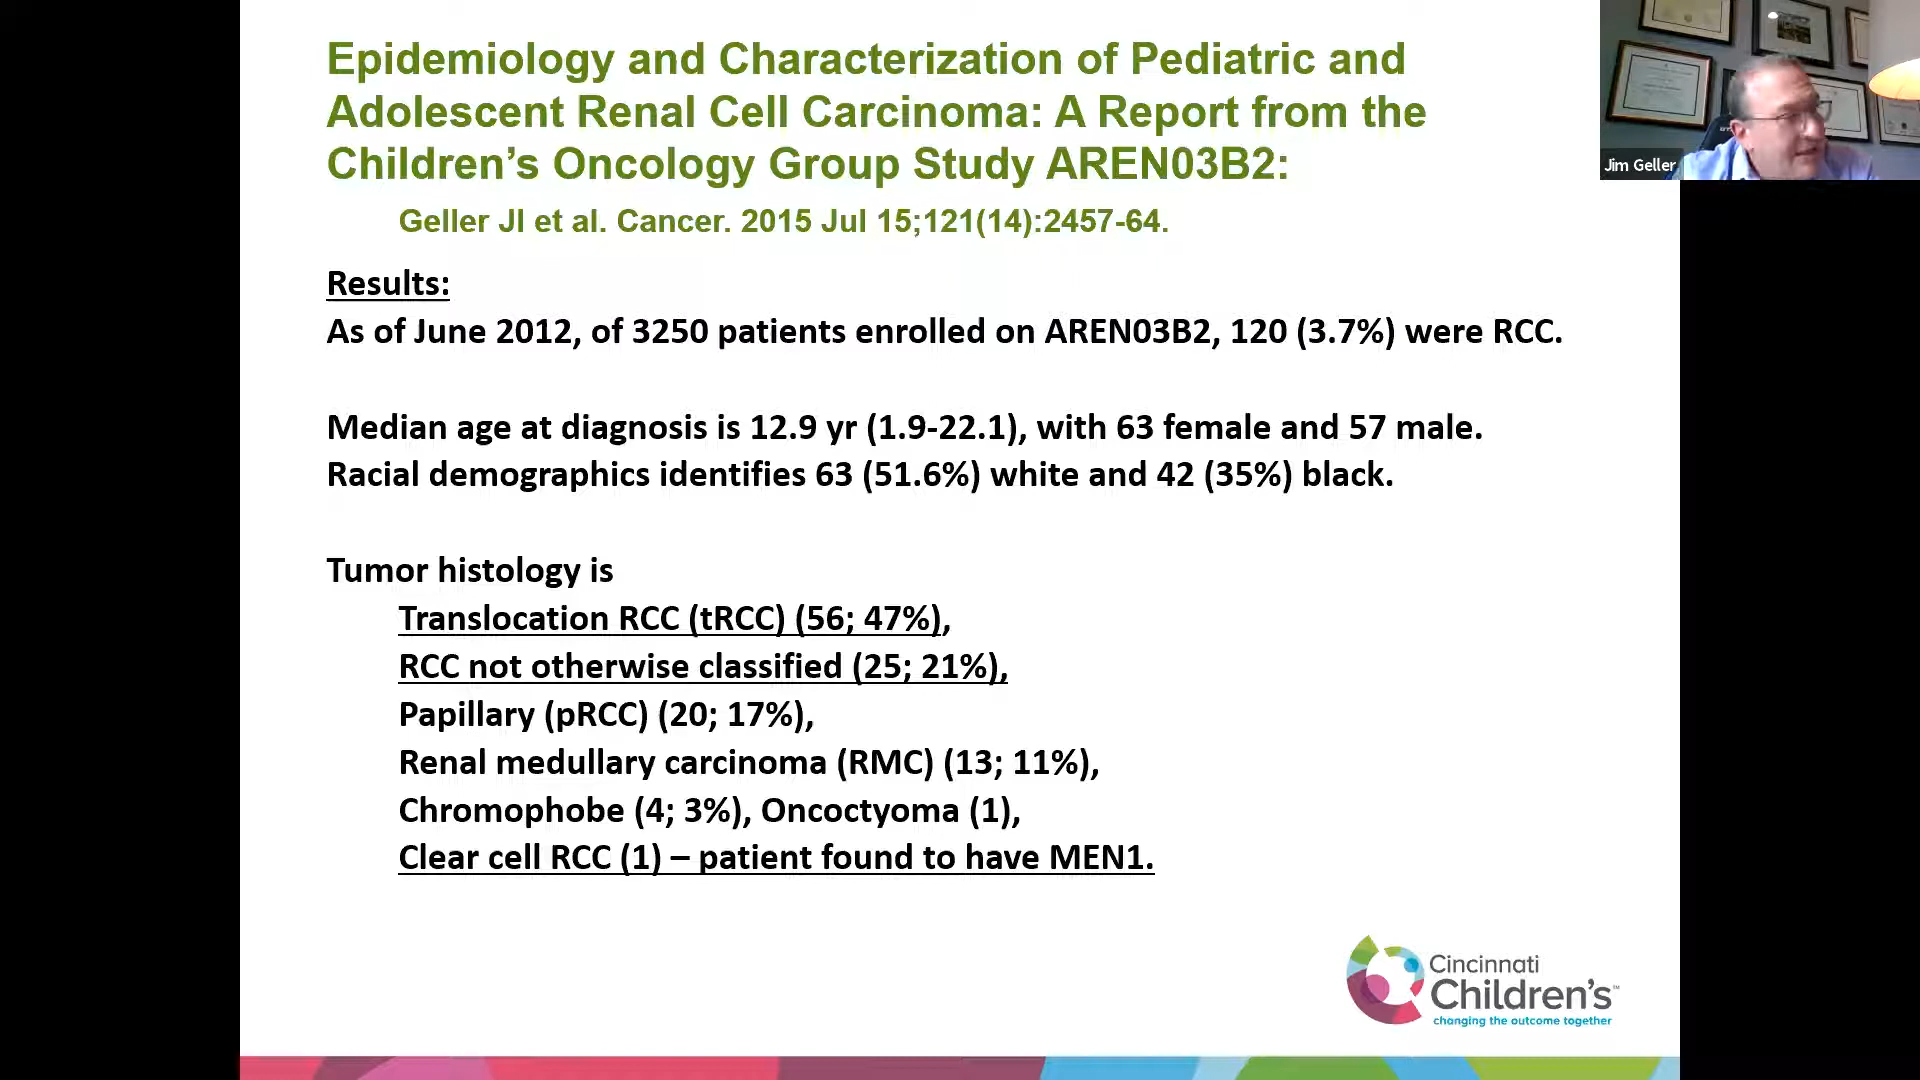 Epidemiology and Characterization of Pediatric and
Adolescent Renal Cell Carcinoma: A Report from the
Children’s Oncology Group Study AREN03B2:
Geller JI et al. Cancer. 2015 Jul 15;121(14):2457-64.
Jim Geller
Results:
As of June 2012, of 3250 patients enrolled on AREN03B2, 120 (3.7%) were RCC.
Median age at diagnosis is 12.9 yr (1.9-22.1), with 63 female and 57 male.
Racial demographics identifies 63 (51.6%) white and 42 (35%) black.
Tumor histology is
Translocation RCC (tRCC) (56; 47%),
RCC not otherwise classified (25; 21%),
Papillary (pRCC) (20; 17%),
Renal medullary carcinoma (RMC) (13; 11%),
Chromophobe (4; 3%), Oncoctyoma (1),
Clear cell RCC (1) – patient found to have MEN1.
Cincinnati
Children’s™
changing the outcome together